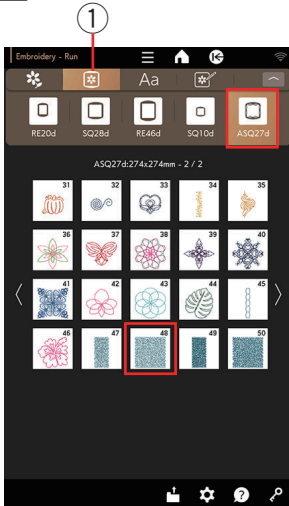 1
Embroidery - Run
Aa
RE20d SQ28d RE46d SQ10d ASQ27d
ASQ27d:274x274mm - 2 / 2
31 32 33 34 35
36 37 38 39 40
41 42 43 44 45
46 47 48 49 50
?